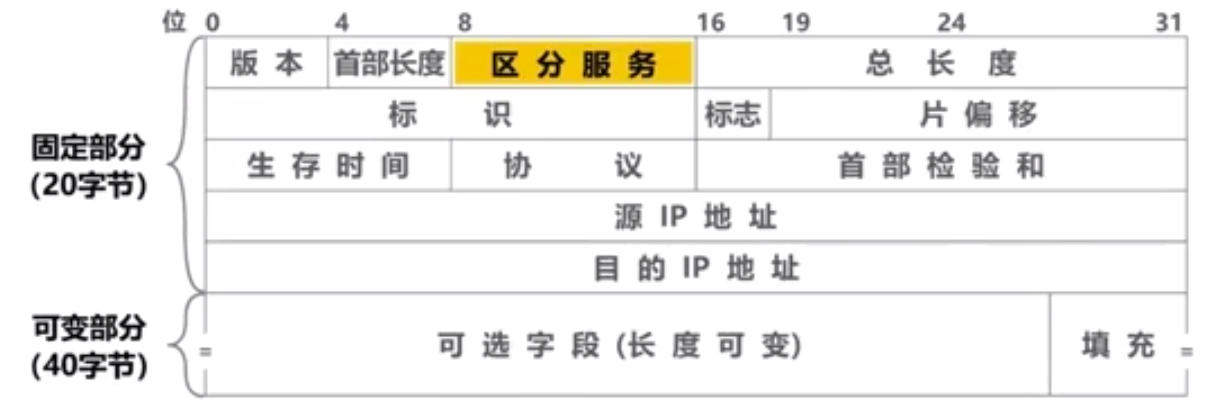 位 0 4 8 16 19 24 31
版 本 首部长度 区 分 服 务 总 长 度
标 识 标志 片 偏 移
固定部分
(20字节)
生 存 时 间 协 议 首 部 检 验 和
源 IP 地 址
目 的 IP 地 址
可变部分
(40字节)
= 可 选 字 段 (长 度 可 变) 填 充 =